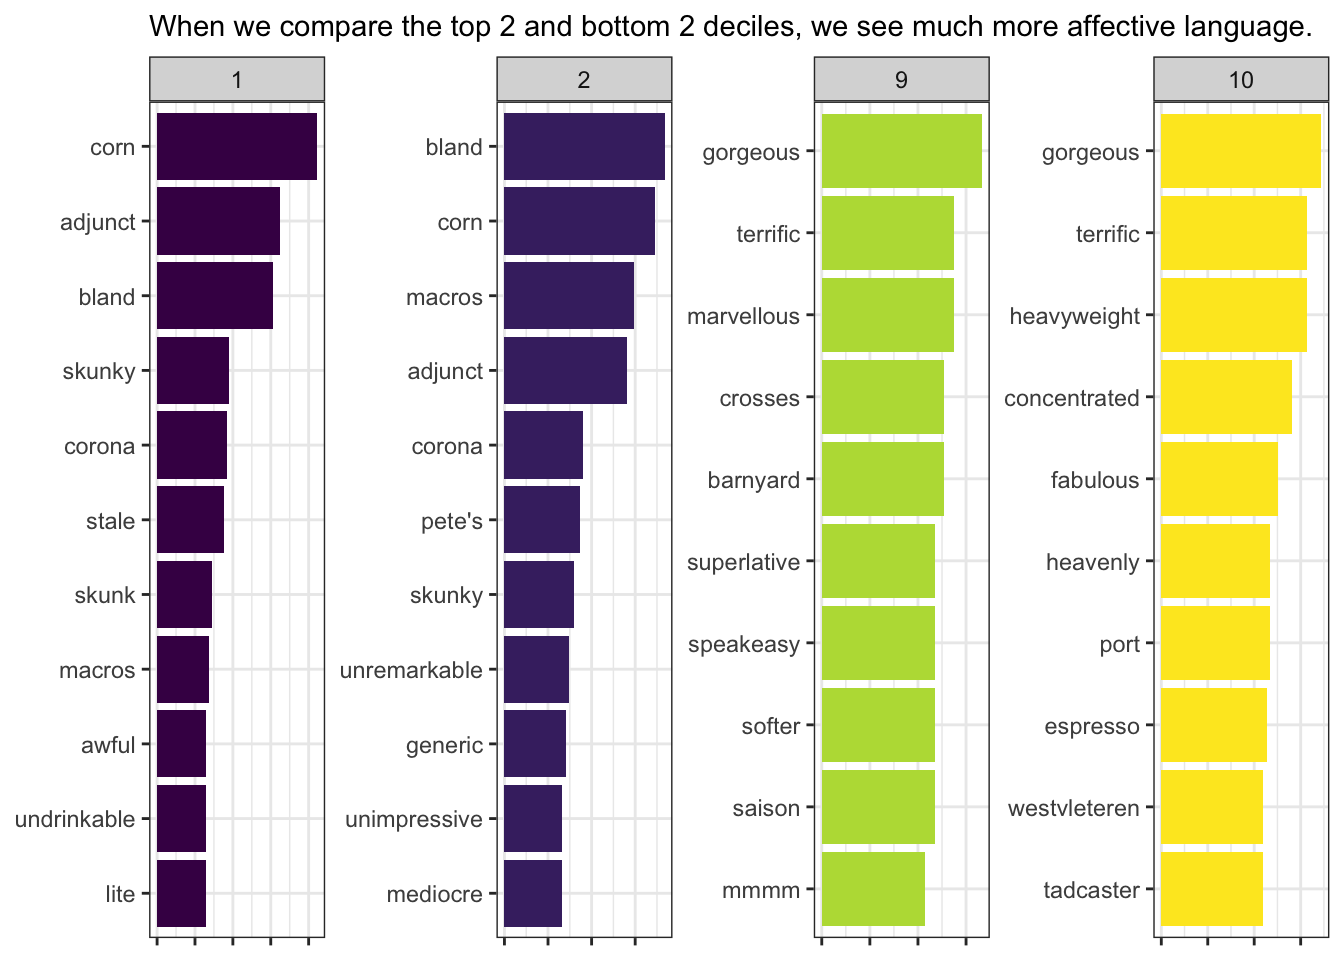 When we compare the top 2 and bottom 2 deciles, we see much more affective language.
1
corn
adjunct
bland
skunky
corona
stale
skunk
macros
awful
undrinkable
lite
2
bland
corn
macros
adjunct
corona
pete's
skunky
unremarkable
generic
unimpressive
mediocre
9
gorgeous
terrific
marvellous
crosses
barnyard
superlative
speakeasy
softer
saison
mmmm
10
gorgeous
terrific
heavyweight
concentrated
fabulous
heavenly
port
espresso
westvleteren
tadcaster